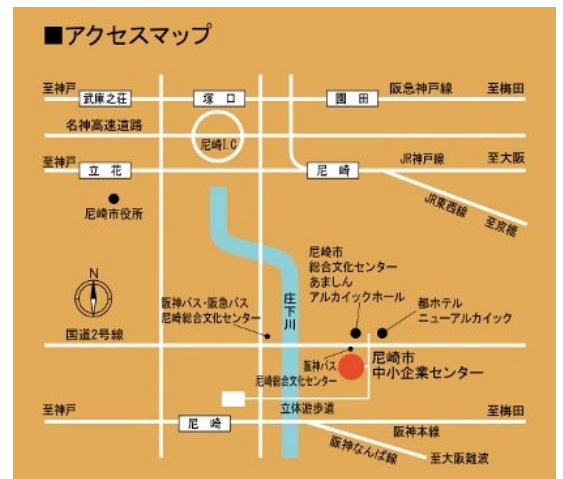 ■アクセスマップ
至神戸
武庫之荘
塚口
園田
阪急神戸線
至梅田
名神高速道路
尼崎I.C
至神戸
立花
尼崎
JR神戸線
至大阪
JR東西線
至京橋
尼崎市役所
尼崎市
総合文化センター
あましん
アルカイックホール
N
阪神バス・阪急バス
尼崎総合文化センター
庄下川
都ホテル
ニューアルカイック
国道2号線
阪神バス
尼崎総合文化センター
尼崎市
中小企業センター
至神戸
尼崎
立体遊歩道
至梅田
阪神本線
阪神なんば線
至大阪難波